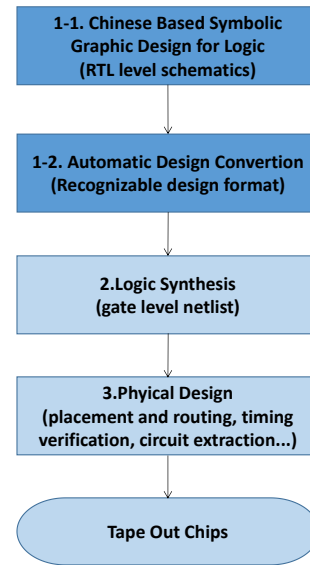 1-1. Chinese Based Symbolic
Graphic Design for Logic
(RTL level schematics)
1-2. Automatic Design Convertion
(Recognizable design format)
2.Logic Synthesis
(gate level netlist)
3.Phyical Design
(placement and routing, timing
verification, circuit extraction...)
Tape Out Chips